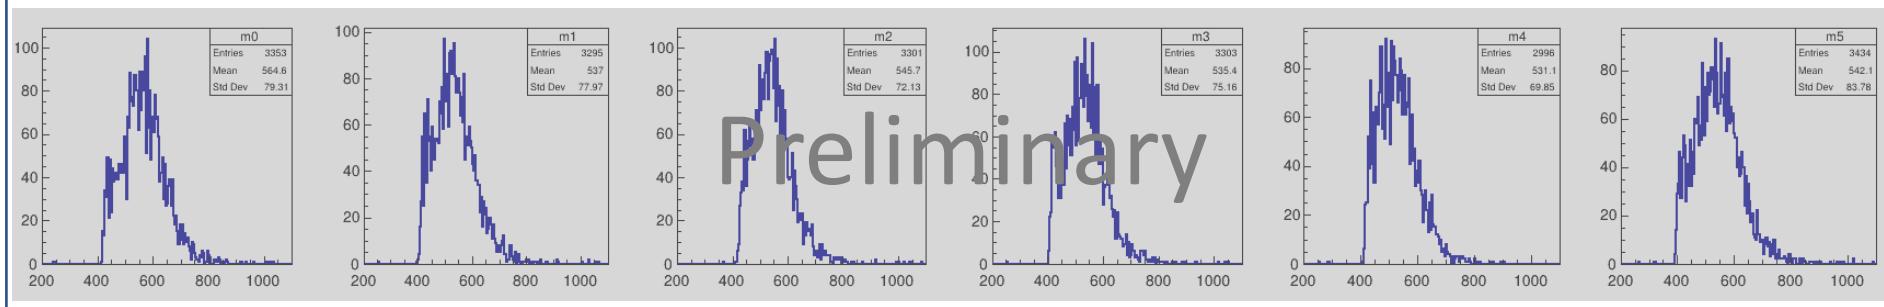 m0
Entries 3353
Mean 564.6
Std Dev 79.31
100
80
60
40
20
0
200 400 600 800 1000
m1
Entries 3295
Mean 537
Std Dev 77.97
100
80
60
40
20
0
200 400 600 800 1000
m2
Entries 3301
Mean 545.7
Std Dev 72.13
100
80
60
40
20
0
200 400 600 800 1000
m3
Entries 3303
Mean 535.4
Std Dev 75.16
100
80
60
40
20
0
200 400 600 800 1000
m4
Entries 2996
Mean 531.1
Std Dev 69.85
80
60
40
20
0
200 400 600 800 1000
m5
Entries 3434
Mean 542.1
Std Dev 83.78
80
60
40
20
0
200 400 600 800 1000
Preliminary